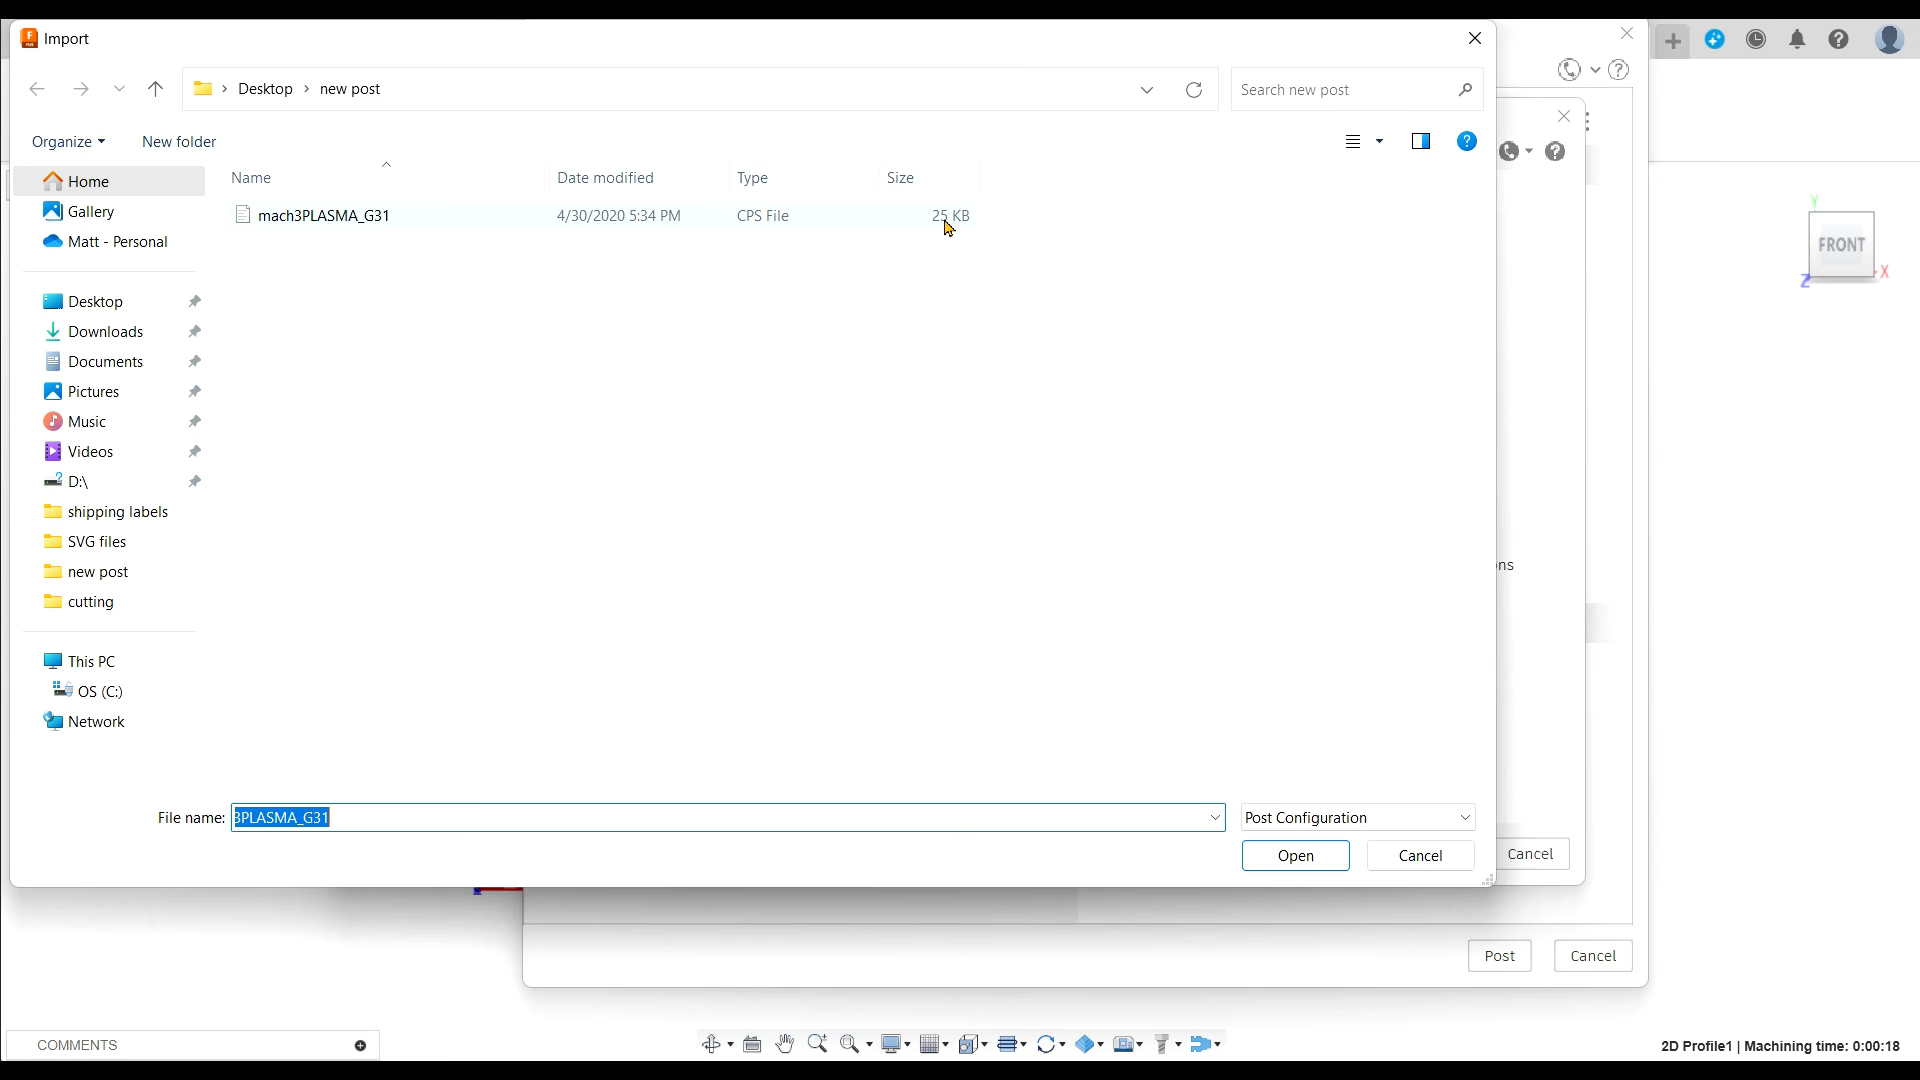 Import
Desktop > new post
Search new post
Organize
New folder
Name
Date modified
Type
Size
mach3PLASMA_G31
4/30/2020 5:34 PM
CPS File
25 KB
Home
Gallery
Matt - Personal
Desktop
Downloads
Documents
Pictures
Music
Videos
D:\
shipping labels
SVG files
new post
cutting
This PC
OS (C:)
Network
File name:
3PLASMA_G31
Post Configuration
Open
Cancel
Cancel
ns
Post
Cancel
Y
FRONT
X
Z
COMMENTS
2D Profile1 | Machining time: 0:00:18